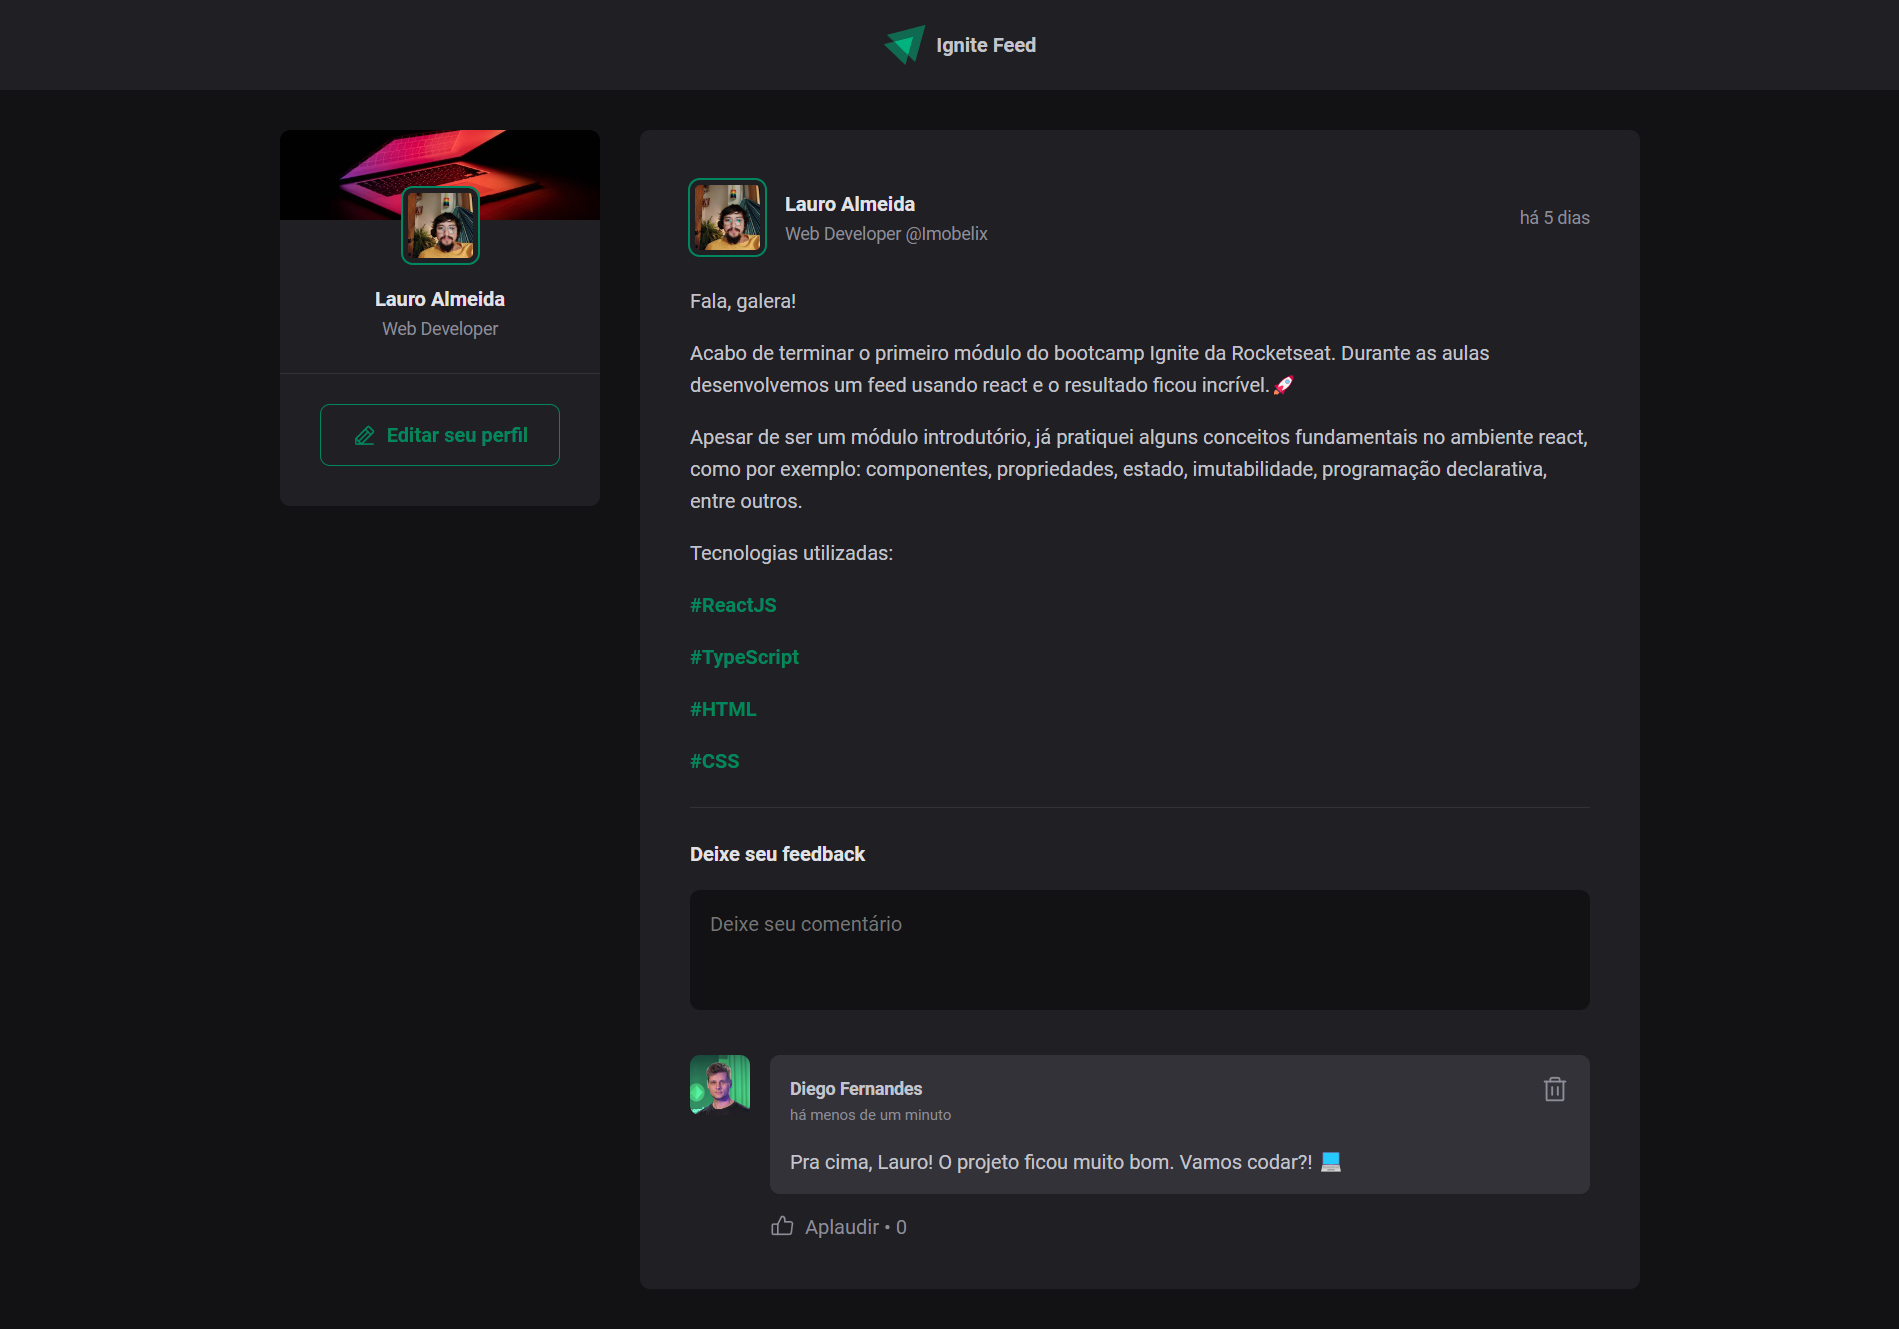 Ignite Feed
Lauro Almeida
Web Developer
Editar seu perfil
Lauro Almeida
Web Developer @Imobelix
há 5 dias
Fala, galera!
Acabo de terminar o primeiro módulo do bootcamp Ignite da Rocketseat. Durante as aulas
desenvolvemos um feed usando react e o resultado ficou incrível.🚀
Apesar de ser um módulo introdutório, já pratiquei alguns conceitos fundamentais no ambiente react,
como por exemplo: componentes, propriedades, estado, imutabilidade, programação declarativa,
entre outros.
Tecnologias utilizadas:
#ReactJS
#TypeScript
#HTML
#CSS
Deixe seu feedback
Deixe seu comentário
Diego Fernandes
há menos de um minuto
Pra cima, Lauro! O projeto ficou muito bom. Vamos codar?! 💻
Aplaudir • 0